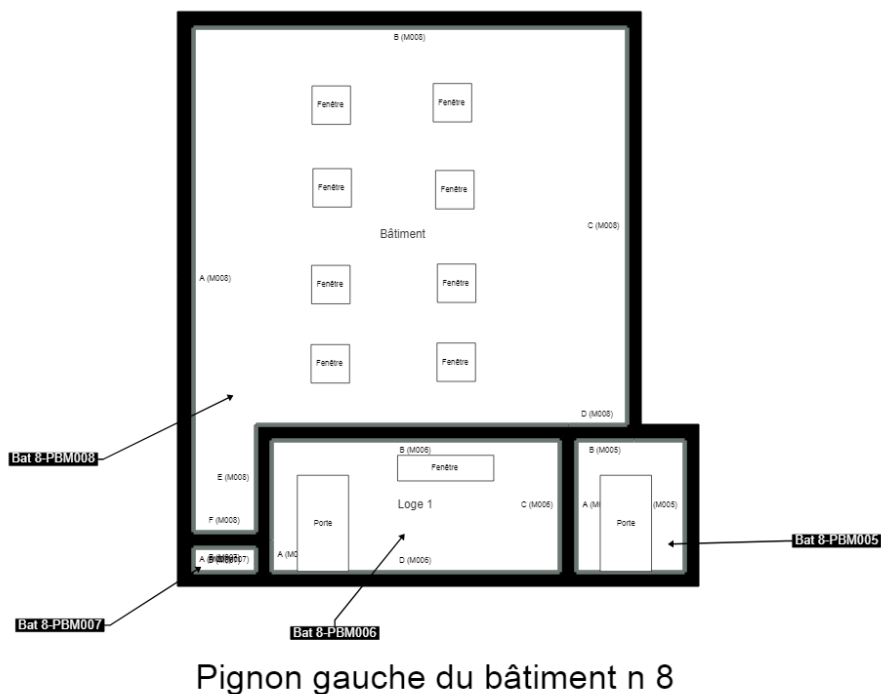 B (M008)
Fenêtre
Fenêtre
Fenêtre
Fenêtre
C (M008)
Bâtiment
A (M008)
Fenêtre
Fenêtre
Fenêtre
Fenêtre
D (M008)
B (M006)
B (M005)
Bat 8-PBM008
Fenêtre
E (M008)
Loge 1
C (M006)
F (M008)
Porte
Porte
Bat 8-PBM005
D (M006)
Bat 8-PBM007
Bat 8-PBM006
Pignon gauche du bâtiment n 8